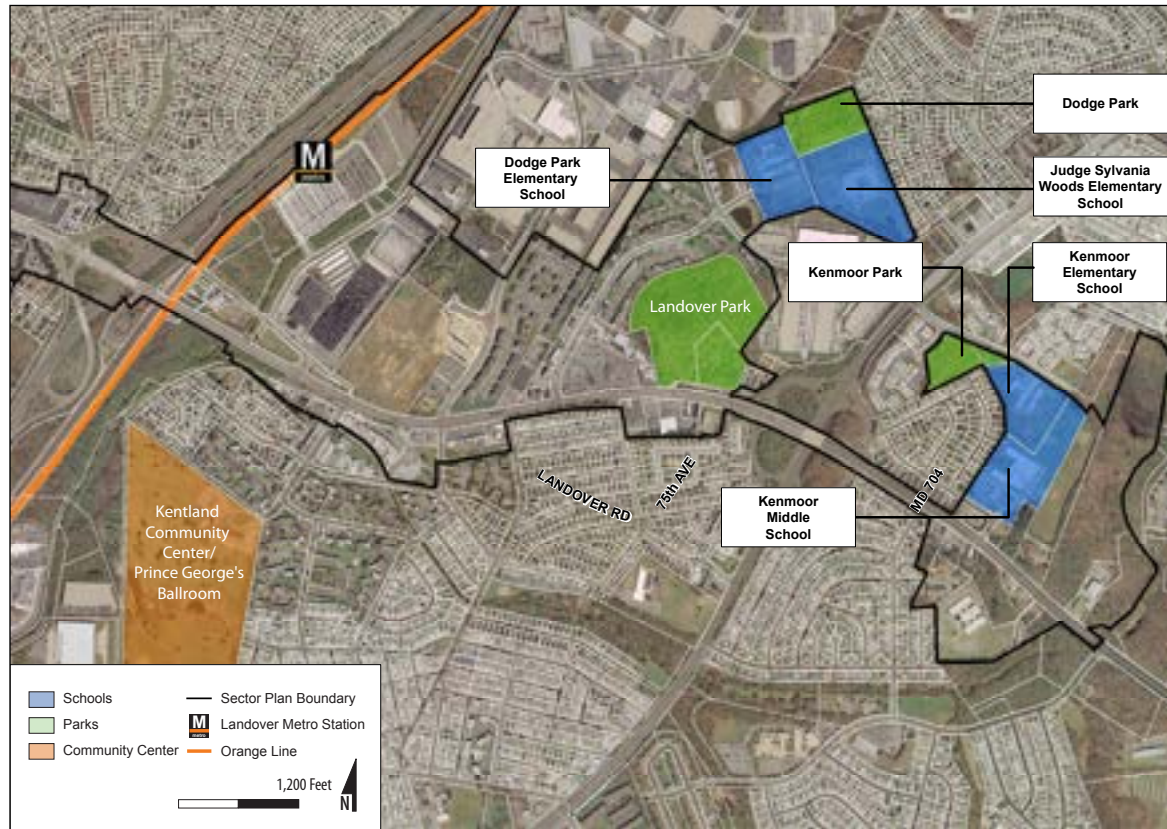 Dodge Park
Dodge Park
Elementary
School
Judge Sylvania
Woods Elementary
School
Kenmoor Park
Kenmoor
Elementary
School
Landover Park
M
LANDOVER RD
75th AVE
MD 704
Kenmoor
Middle
School
Kentland
Community
Center/
Prince George's
Ballroom
Schools
Parks
Community Center
Sector Plan Boundary
M
metro
Landover Metro Station
Orange Line
1,200 Feet
N